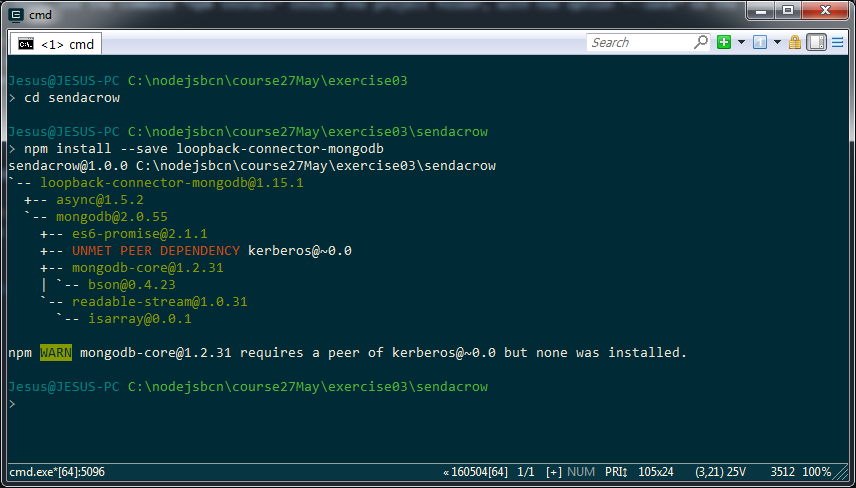 cmd
<1> cmd
Search
Jesus@JESUS-PC C:\nodejsbcn\course27May\exercise03
> cd sendacrow
Jesus@JESUS-PC C:\nodejsbcn\course27May\exercise03\sendacrow
> npm install --save loopback-connector-mongodb
sendacrow@1.0.0 C:\nodejsbcn\course27May\exercise03\sendacrow
`-- loopback-connector-mongodb@1.15.1
  +-- async@1.5.2
  `-- mongodb@2.0.55
    +-- es6-promise@2.1.1
    +-- UNMET PEER DEPENDENCY kerberos@~0.0
    +-- mongodb-core@1.2.31
    | `-- bson@0.4.23
    `-- readable-stream@1.0.31
      `-- isarray@0.0.1
npm WARN mongodb-core@1.2.31 requires a peer of kerberos@~0.0 but none was installed.
Jesus@JESUS-PC C:\nodejsbcn\course27May\exercise03\sendacrow
>
cmd.exe*[64]:5096 « 160504[64] 1/1 [+] NUM PRI↕ 105x24 (3,21) 25V 3512 100%